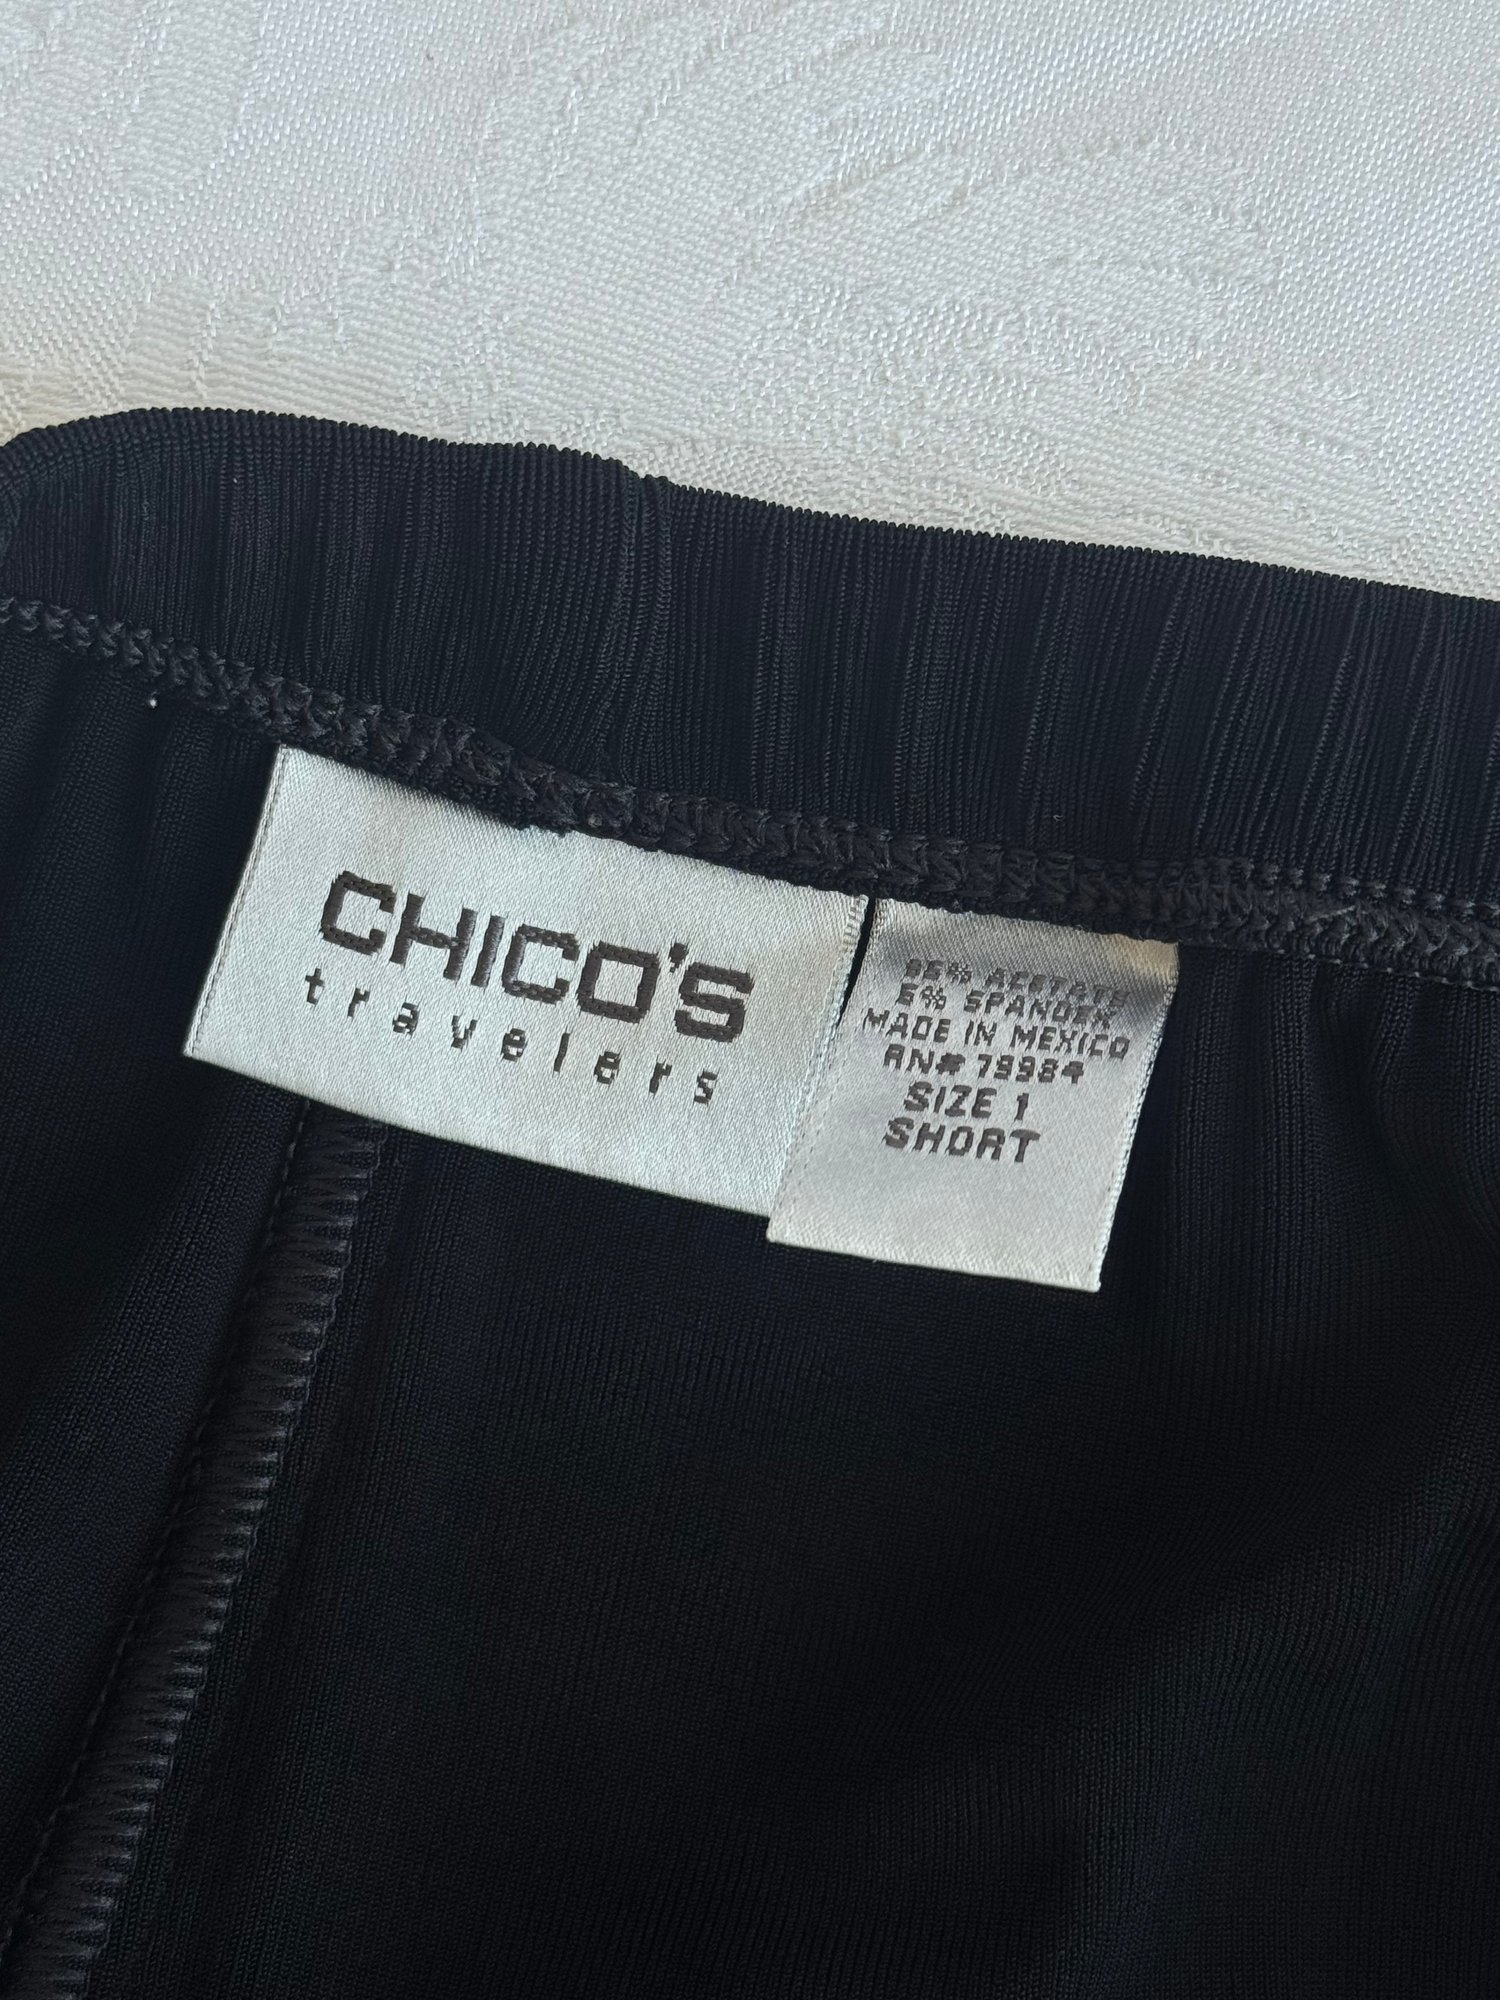 CHICO'S
travelers
95% ACETATE
5% SPANDEX
MADE IN MEXICO
RN# 79984
SIZE 1
SHORT